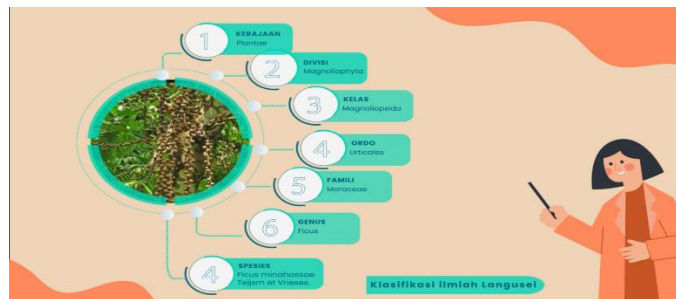 1
KERAJAAN
Plantae
2
DIVISI
Magnoliophyta
3
KELAS
Magnoliopsida
4
ORDO
Urticales
5
FAMILI
Moraceae
6
GENUS
Ficus
4
SPESIES
Ficus minahassae
Teijsm et Vrieses
Klasifikasi ilmiah Langusei